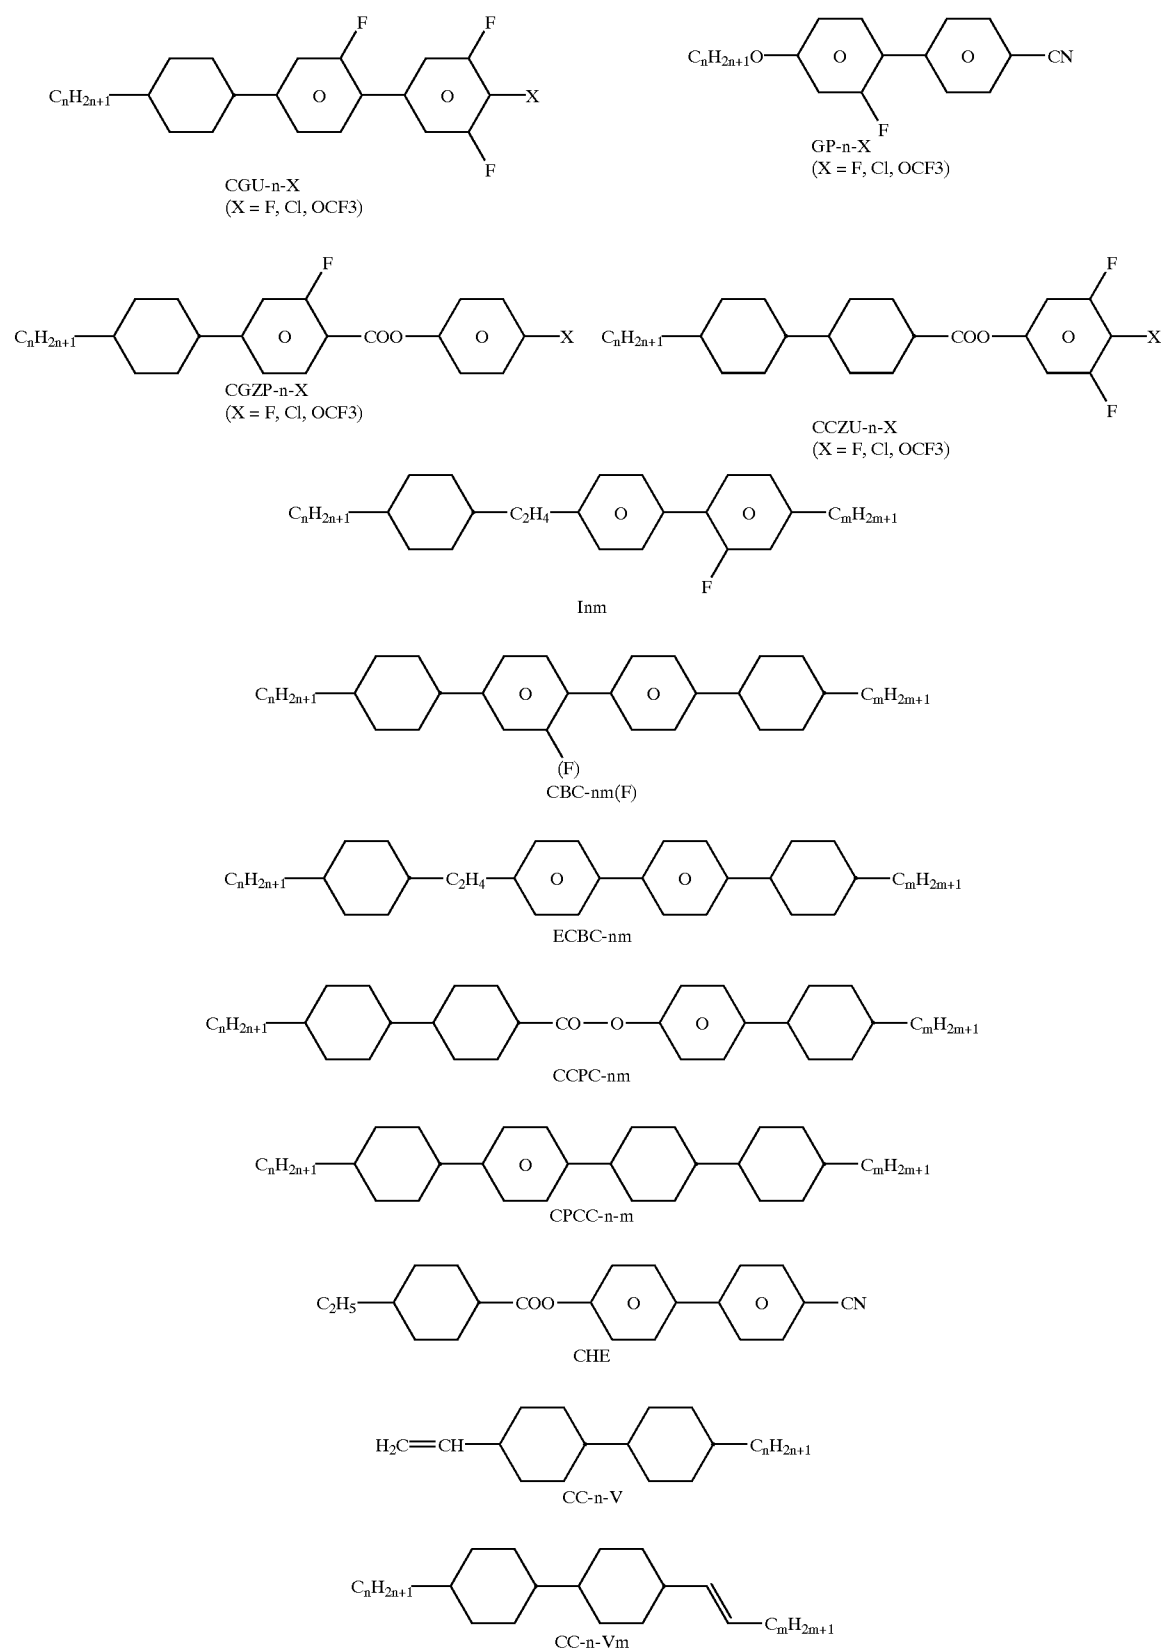 F F
CₙH₂ₙ₊₁ O O X
F
CGU-n-X
(X = F, Cl, OCF3)
CₙH₂ₙ₊₁O O O CN
F
GP-n-X
(X = F, Cl, OCF3)
F
CₙH₂ₙ₊₁ O COO O X
CGZP-n-X
(X = F, Cl, OCF3)
F
CₙH₂ₙ₊₁ COO O X
F
CCZU-n-X
(X = F, Cl, OCF3)
CₙH₂ₙ₊₁ C₂H₄ O O CₘH₂ₘ₊₁
F
Inm
CₙH₂ₙ₊₁ O O CₘH₂ₘ₊₁
(F)
CBC-nm(F)
CₙH₂ₙ₊₁ C₂H₄ O O CₘH₂ₘ₊₁
ECBC-nm
CₙH₂ₙ₊₁ CO O O CₘH₂ₘ₊₁
CCPC-nm
CₙH₂ₙ₊₁ O CₘH₂ₘ₊₁
CPCC-n-m
C₂H₅ COO O O CN
CHE
H₂C CH CₙH₂ₙ₊₁
CC-n-V
CₙH₂ₙ₊₁
CₘH₂ₘ₊₁
CC-n-Vm